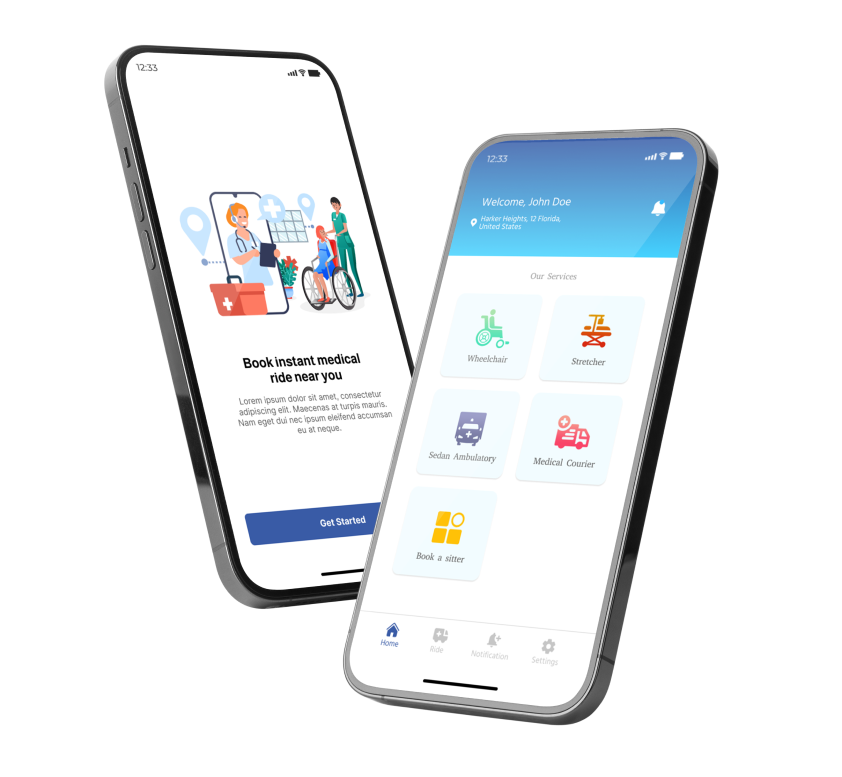 12:33
Book instant medical
ride near you
Lorem ipsum dolor sit amet, consectetur
adipiscing elit. Maecenas at turpis mauris.
Nam eget dui nec ipsum eleifend accumsan
eu at neque.
Get Started
12:33
Welcome, John Doe
Harker Heights, 12 Florida,
United States
Our Services
Wheelchair
Stretcher
Sedan Ambulatory
Medical Courier
Book a sitter
Home
Ride
Notification
Settings